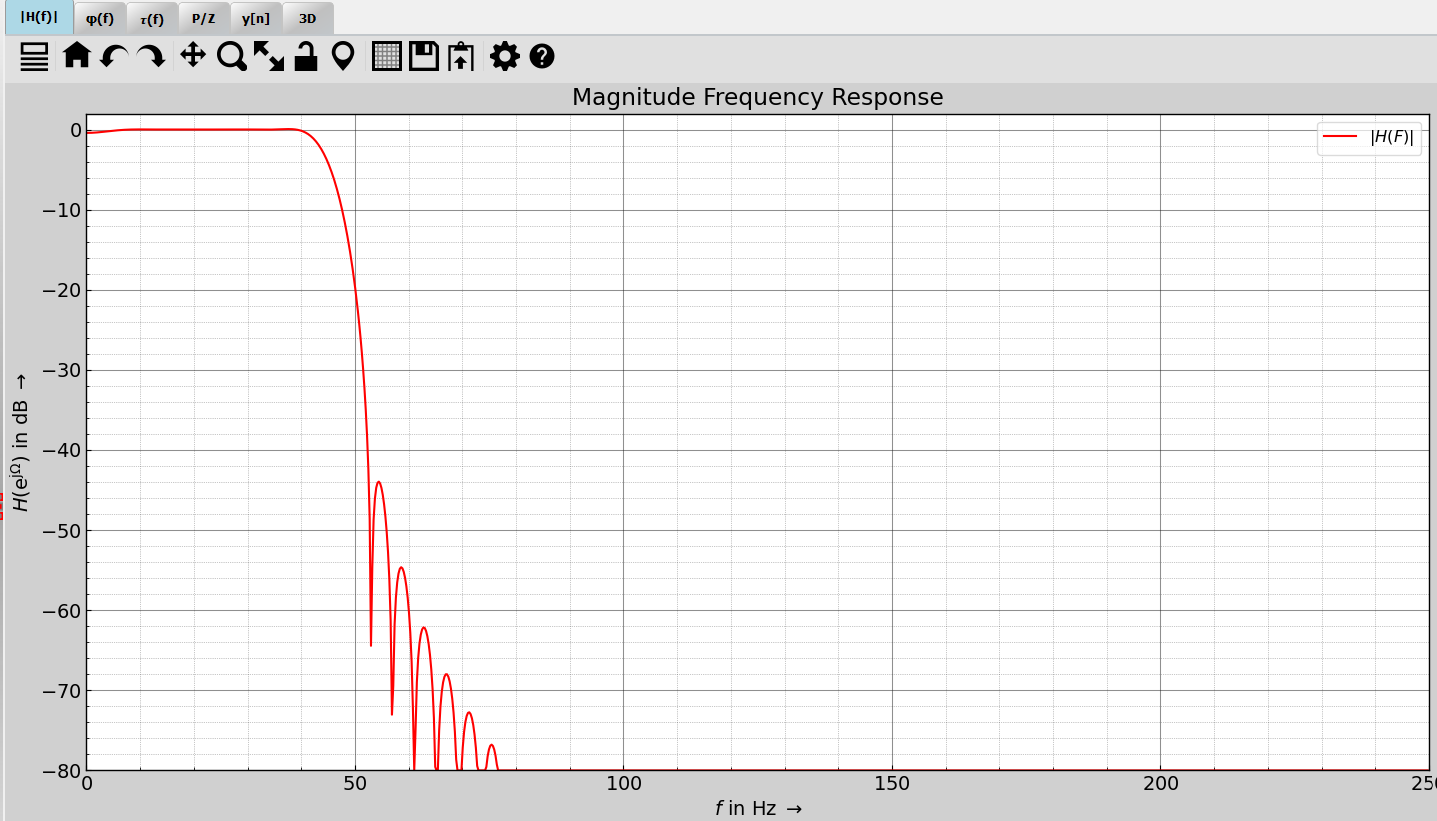 |H(f)| φ(f) τ(f) P/Z y[n] 3D
Magnitude Frequency Response
|H(F)|
H(e^jΩ) in dB →
0
−10
−20
−30
−40
−50
−60
−70
−80
0 50 100 150 200 25
f in Hz →